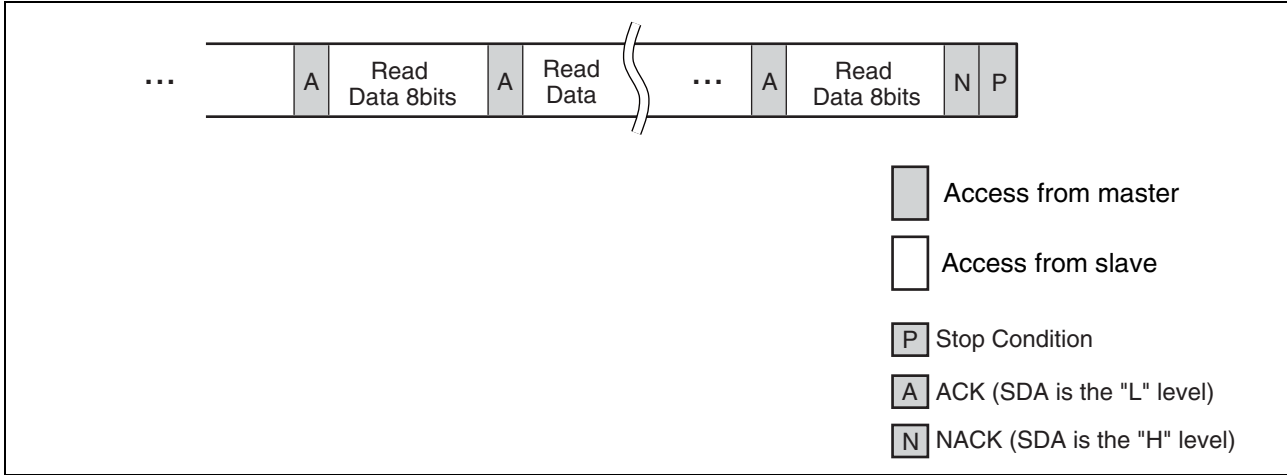 ... A Read Data 8bits A Read Data ... A Read Data 8bits N P
Access from master
Access from slave
P Stop Condition
A ACK (SDA is the "L" level)
N NACK (SDA is the "H" level)